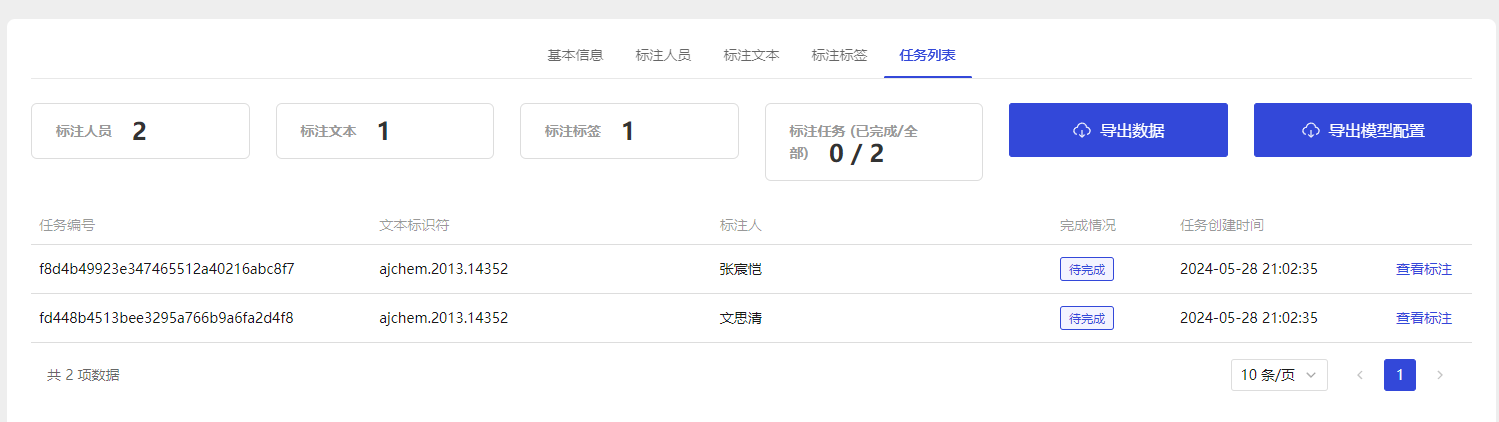 基本信息 标注人员 标注文本 标注标签 任务列表
标注人员 2 标注文本 1 标注标签 1 标注任务 (已完成/全部) 0 / 2 导出数据 导出模型配置
任务编号 文本标识符 标注人 完成情况 任务创建时间
f8d4b49923e347465512a40216abc8f7 ajchem.2013.14352 张宸恺 待完成 2024-05-28 21:02:35 查看标注
fd448b4513bee3295a766b9a6fa2d4f8 ajchem.2013.14352 文思清 待完成 2024-05-28 21:02:35 查看标注
共 2 项数据 10 条/页 1